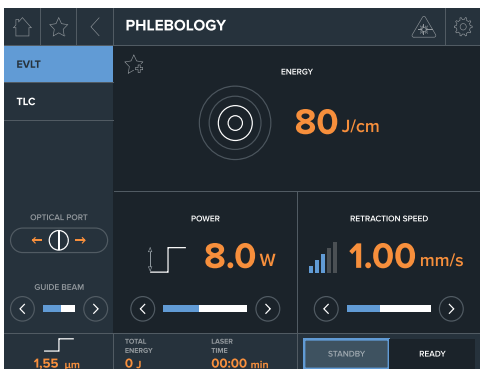 PHLEBOLOGY
EVLT
TLC
ENERGY
80 J/cm
OPTICAL PORT
GUIDE BEAM
POWER
8.0 W
RETRACTION SPEED
1.00 mm/s
1,55 μm
TOTAL ENERGY
0 J
LASER TIME
00:00 min
STANDBY
READY